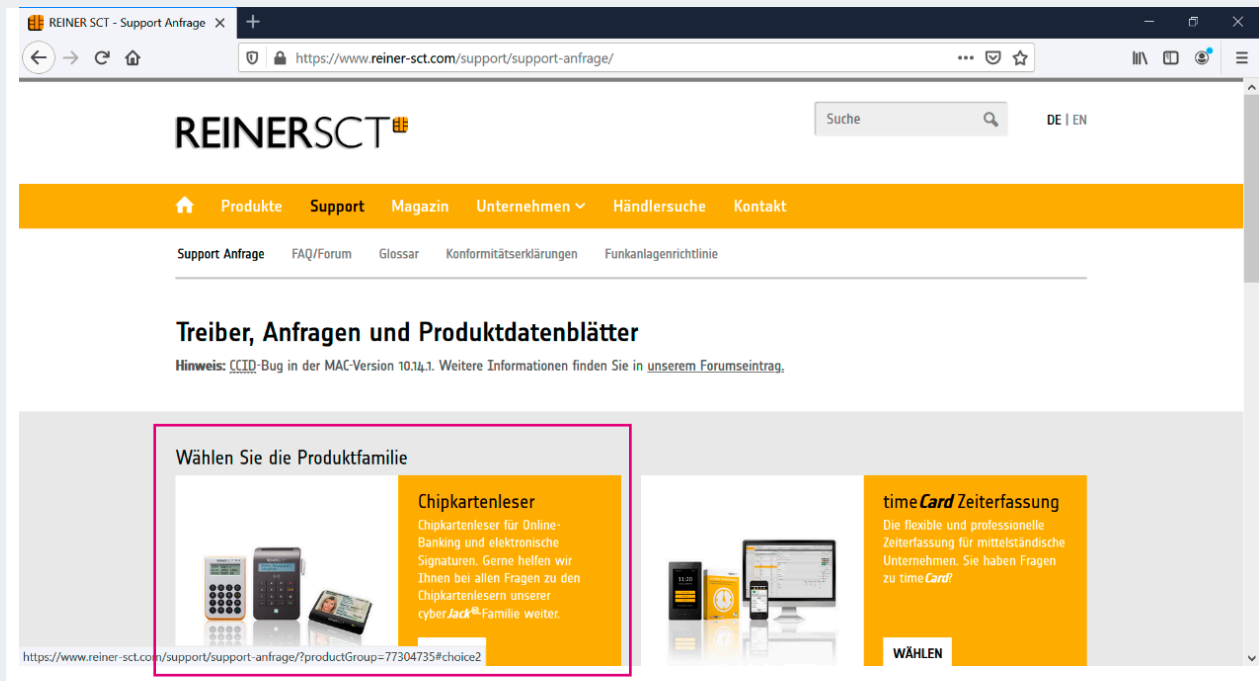 REINER SCT - Support Anfrage
https://www.reiner-sct.com/support/support-anfrage/
REINERSCT
Suche
DE | EN
Produkte Support Magazin Unternehmen Händlersuche Kontakt
Support Anfrage FAQ/Forum Glossar Konformitätserklärungen Funkanlagenrichtlinie
Treiber, Anfragen und Produktdatenblätter
Hinweis: CCID-Bug in der MAC-Version 10.14.1. Weitere Informationen finden Sie in unserem Forumseintrag.
Wählen Sie die Produktfamilie
Chipkartenleser
Chipkartenleser für Online-
Banking und elektronische
Signaturen. Gerne helfen wir
Ihnen bei allen Fragen zu den
Chipkartenlesern unserer
cyberJack®-Familie weiter.
timeCard Zeiterfassung
Die flexible und professionelle
Zeiterfassung für mittelständische
Unternehmen. Sie haben Fragen
zu timeCard?
WÄHLEN
11:20
https://www.reiner-sct.com/support/support-anfrage/?productGroup=77304735#choice2